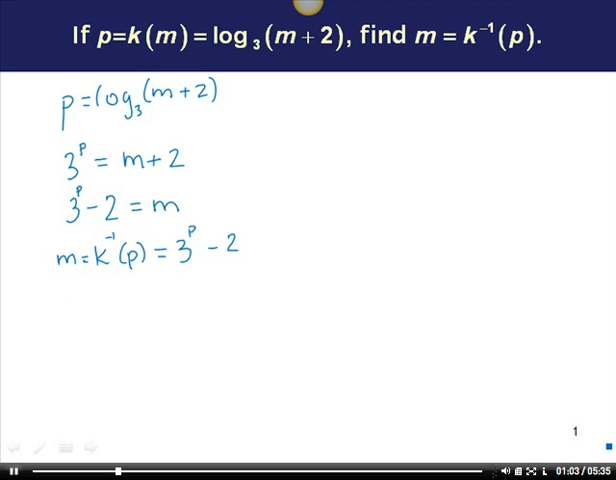 If p=k(m)=log₃(m+2), find m=k⁻¹(p).
p=log₃(m+2)
3ᵖ = m+2
3ᵖ-2 = m
m=k⁻¹(p) = 3ᵖ-2
1
01:03 / 05:35